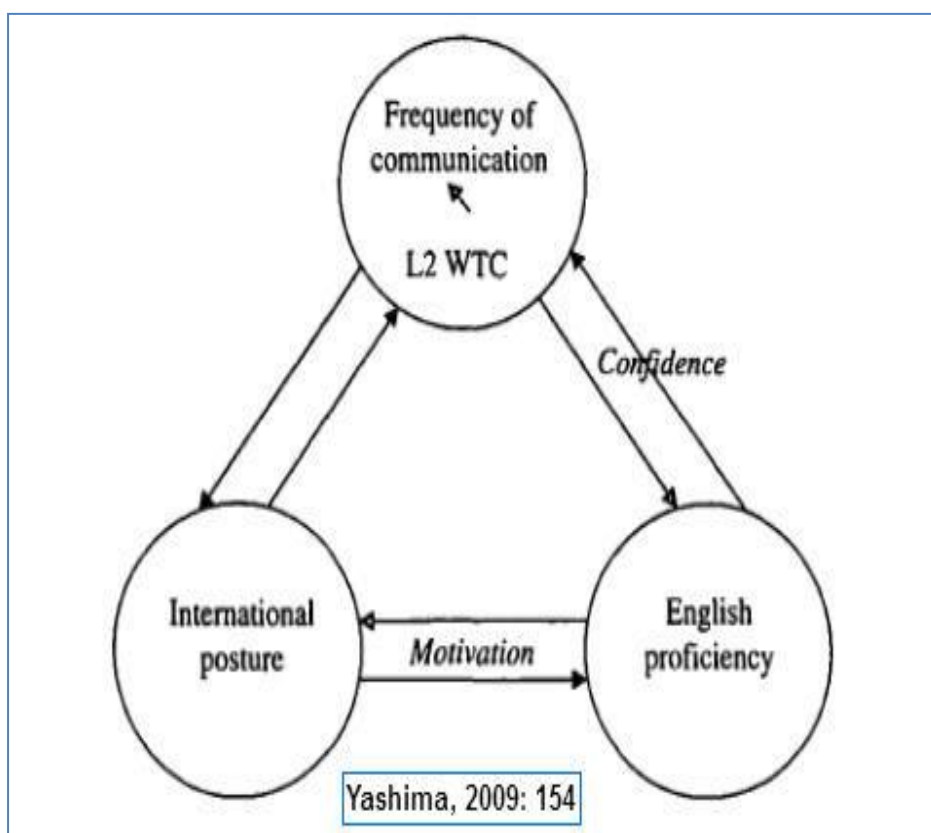 Frequency of
communication
L2 WTC
Confidence
International
posture
Motivation
English
proficiency
Yashima, 2009: 154